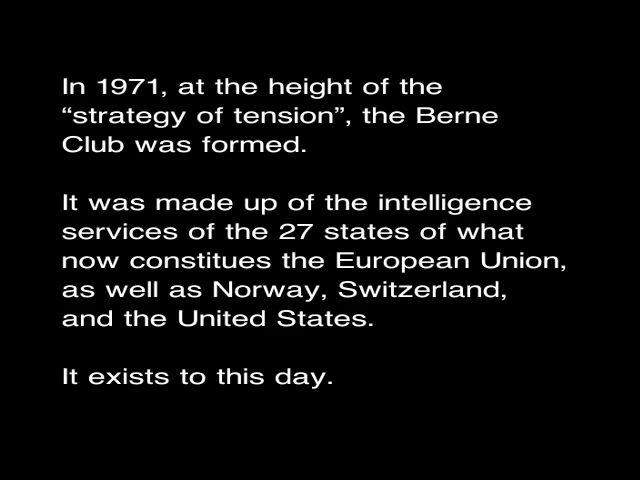 In 1971, at the height of the
“strategy of tension”, the Berne
Club was formed.
It was made up of the intelligence
services of the 27 states of what
now constitues the European Union,
as well as Norway, Switzerland,
and the United States.
It exists to this day.